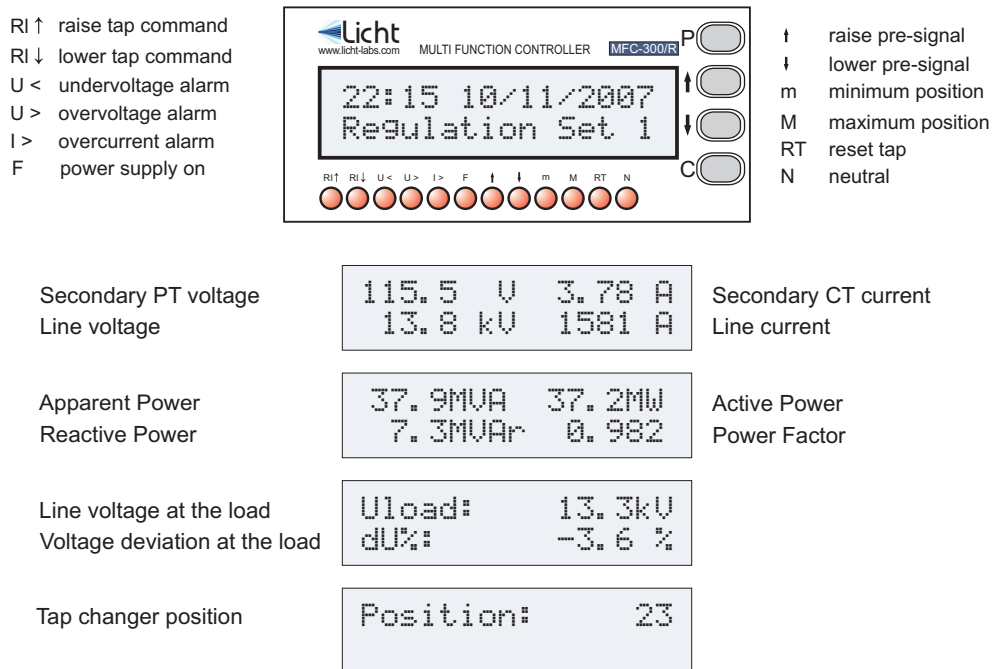 RI ↑ raise tap command
RI ↓ lower tap command
U < undervoltage alarm
U > overvoltage alarm
I > overcurrent alarm
F power supply on
Licht
www.licht-labs.com MULTI FUNCTION CONTROLLER MFC-300/R
22:15 10/11/2007
Regulation Set 1
P
↑
↓
C
RI↑ RI↓ U < U > I > F ↑ ↓ m M RT N
↑ raise pre-signal
↓ lower pre-signal
m minimum position
M maximum position
RT reset tap
N neutral
Secondary PT voltage 115.5 V 3.78 A Secondary CT current
Line voltage 13.8 kV 1581 A Line current
Apparent Power 37.9MVA 37.2MW Active Power
Reactive Power 7.3MVAr 0.982 Power Factor
Line voltage at the load Uload: 13.3kV
Voltage deviation at the load dU%: -3.6 %
Tap changer position Position: 23